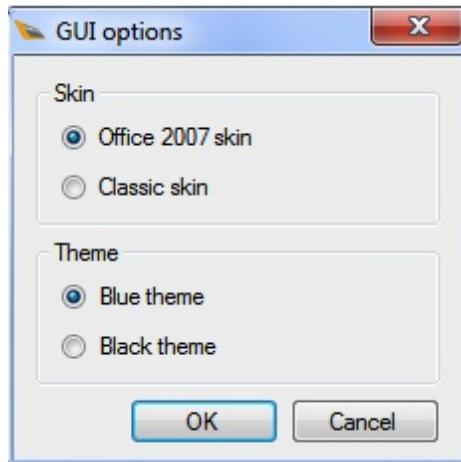 GUI options
Skin
Office 2007 skin
Classic skin
Theme
Blue theme
Black theme
OK Cancel